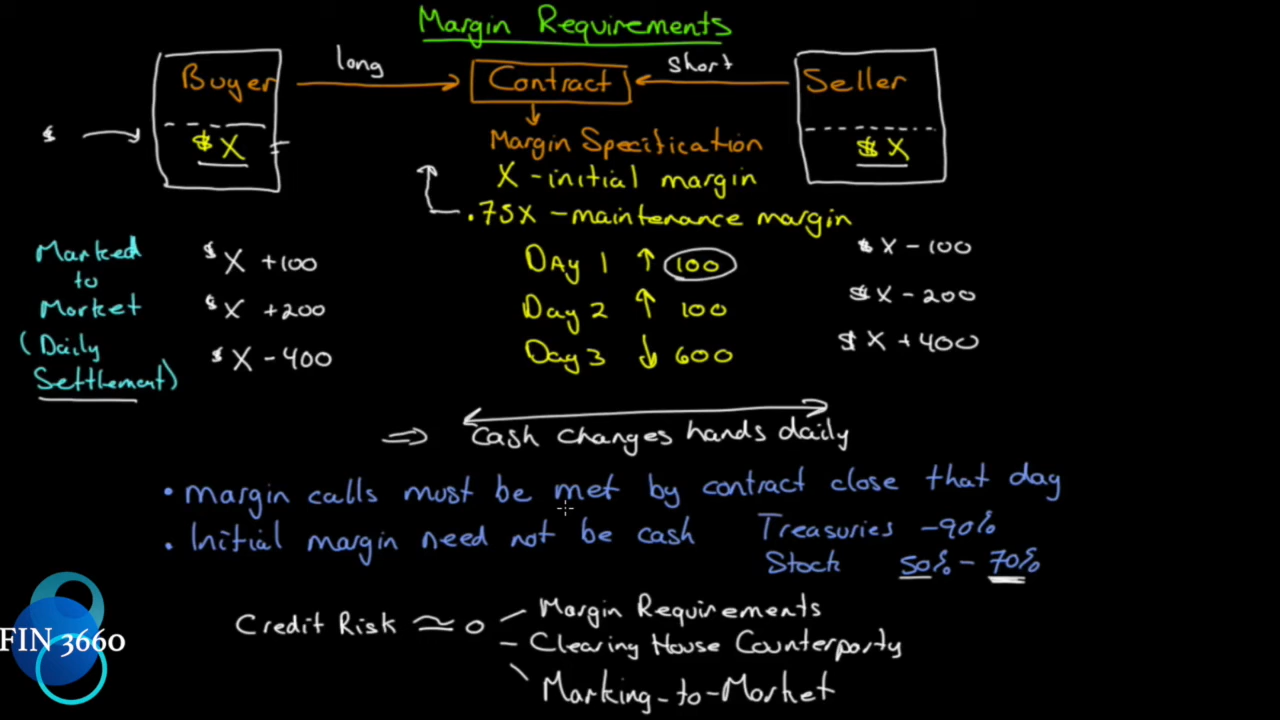 Margin Requirements
Buyer long Contract short Seller
$ $ X $ X
Margin Specification
X - initial margin
.75X - maintenance margin
Marked to Market (Daily Settlement)
$ X + 100 Day 1 ↑ 100 $ X - 100
$ X + 200 Day 2 ↑ 100 $ X - 200
$ X - 400 Day 3 ↓ 600 $ X + 400
⇒ Cash changes hands daily
• margin calls must be met by contract close that day
• Initial margin need not be cash Treasuries - 90%
Stock 50% - 70%
Credit Risk ≃ 0 - Margin Requirements
- Clearing House Counterparty
- Marking-to-Market
FIN 3660